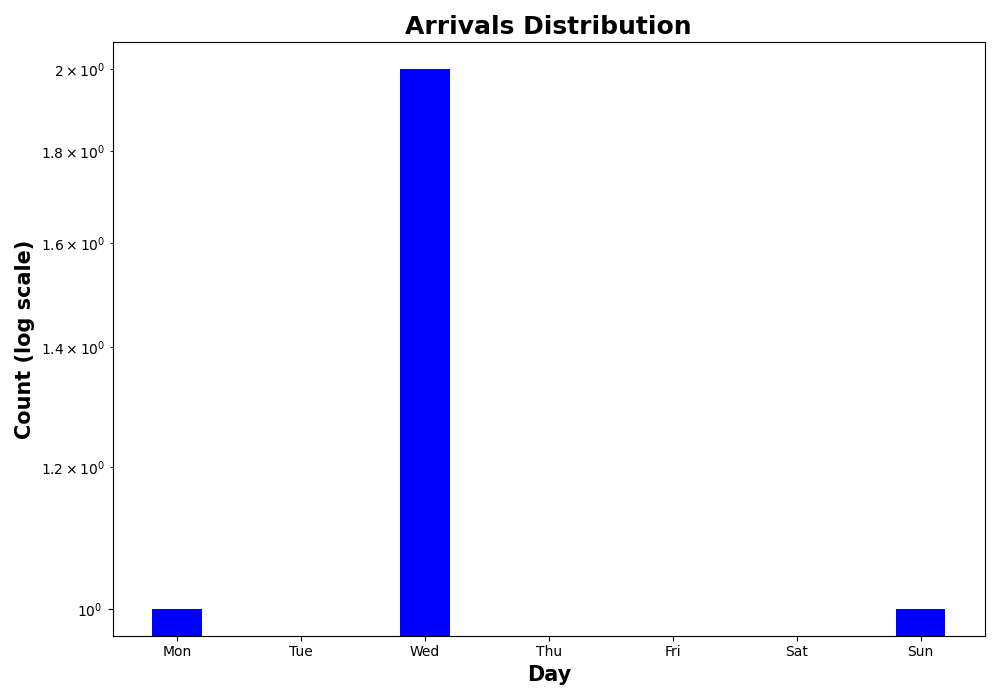 Arrivals Distribution
Count (log scale)
2 × 10⁰
1.8 × 10⁰
1.6 × 10⁰
1.4 × 10⁰
1.2 × 10⁰
10⁰
Mon Tue Wed Thu Fri Sat Sun
Day